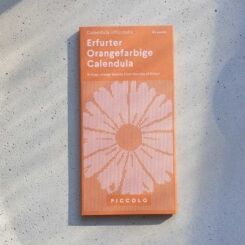 Calendula officinalis
Erfurter
Orangefarbige
Calendula
PICCOLO